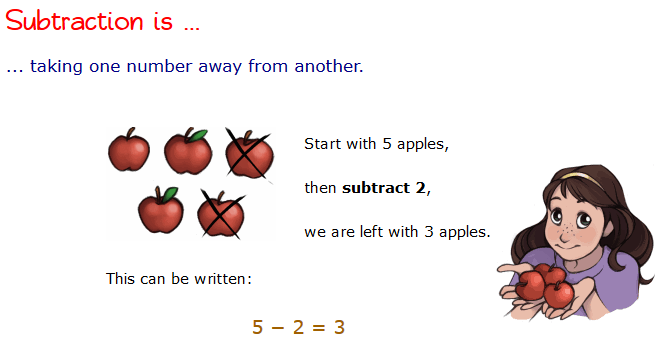 Subtraction is ...
... taking one number away from another.
Start with 5 apples,
then subtract 2,
we are left with 3 apples.
This can be written:
5 − 2 = 3